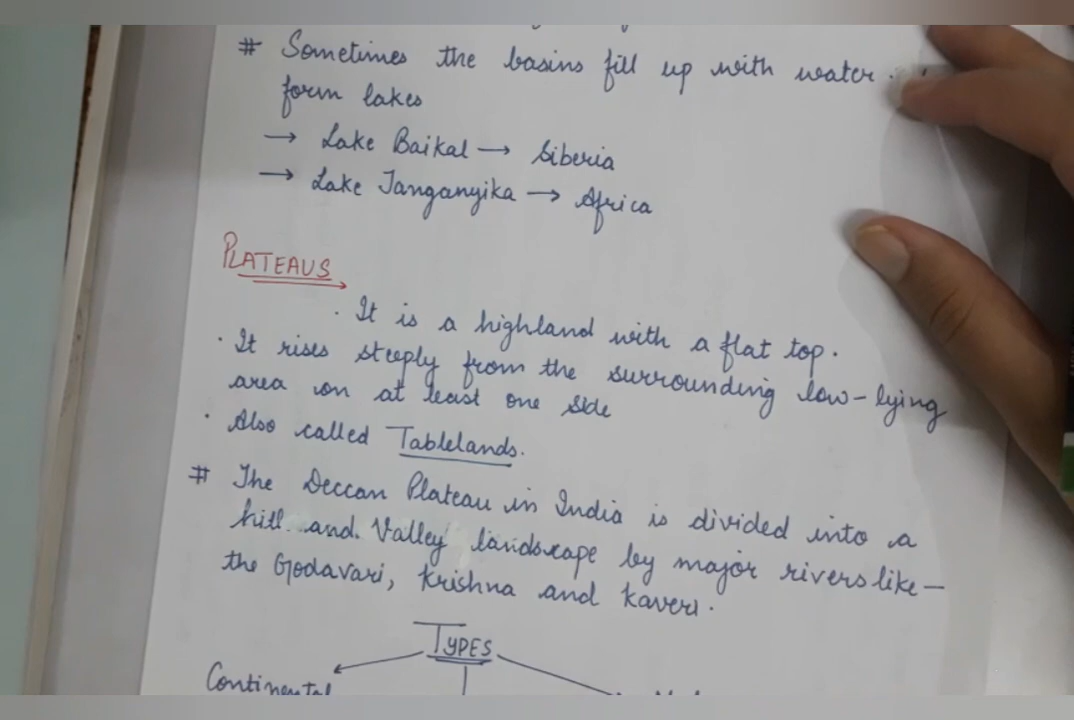 # Sometimes the basins fill up with water.
form lakes
→ Lake Baikal → Siberia
→ Lake Tanganyika → Africa
PLATEAUS
· It is a highland with a flat top.
· It rises steeply from the surrounding low-lying
area on at least one side
· Also called Tablelands.
# The Deccan Plateau in India is divided into a
hill and Valley landscape by major rivers like—
the Godavari, Krishna and Kaveri.
TYPES
Continental